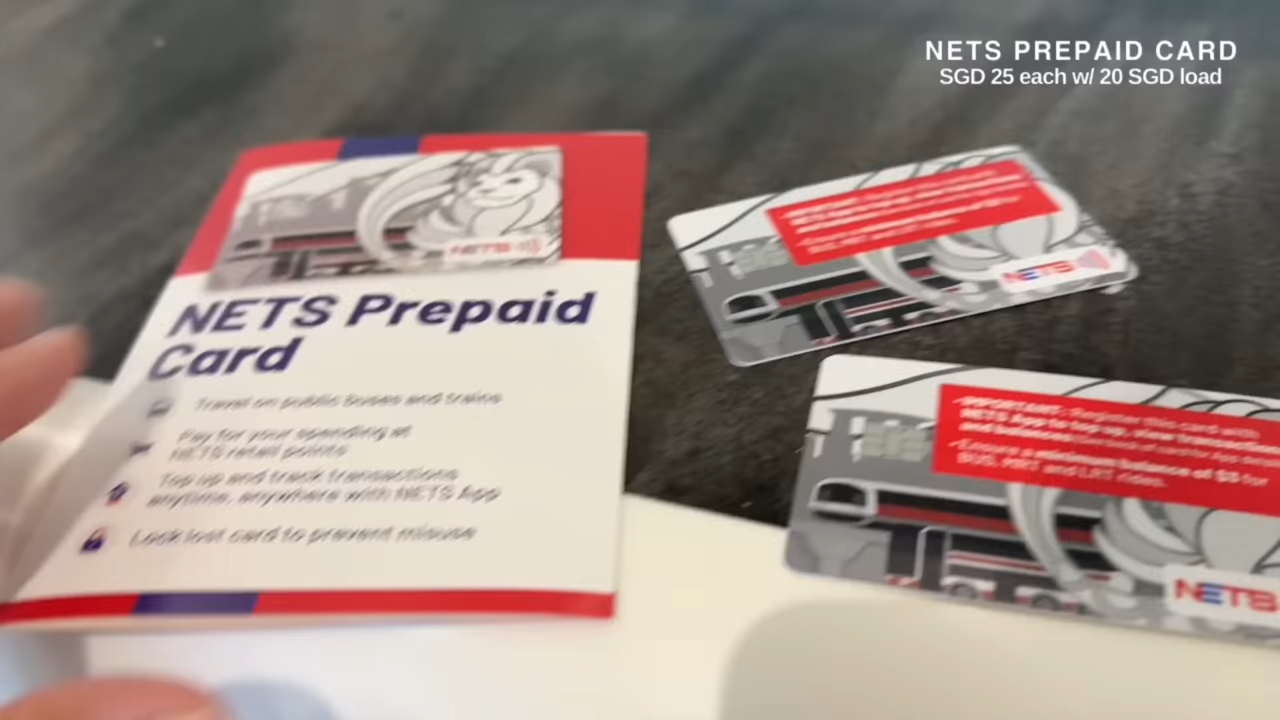 NETS PREPAID CARD
SGD 25 each w/ 20 SGD load
NETS
NETS Prepaid
Card
Travel on public buses and trains
Pay for your spending at
NETS retail points
Top up and track transactions
anytime, anywhere with NETS App
Lock lost card to prevent misuse
NETS
IMPORTANT: Register this card with
NETS App to top up, view transactions
and balance
Ensure a minimum balance of $3 for
BUS, MRT and LRT rides.
NETS